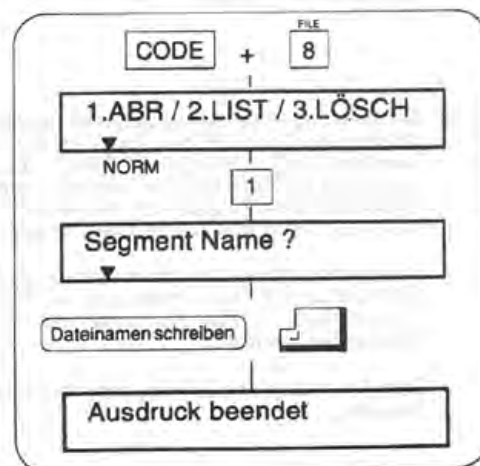 FILE
CODE + 8
1.ABR / 2.LIST / 3.LÖSCH
NORM
1
Segment Name ?
Dateinamen schreiben
Ausdruck beendet